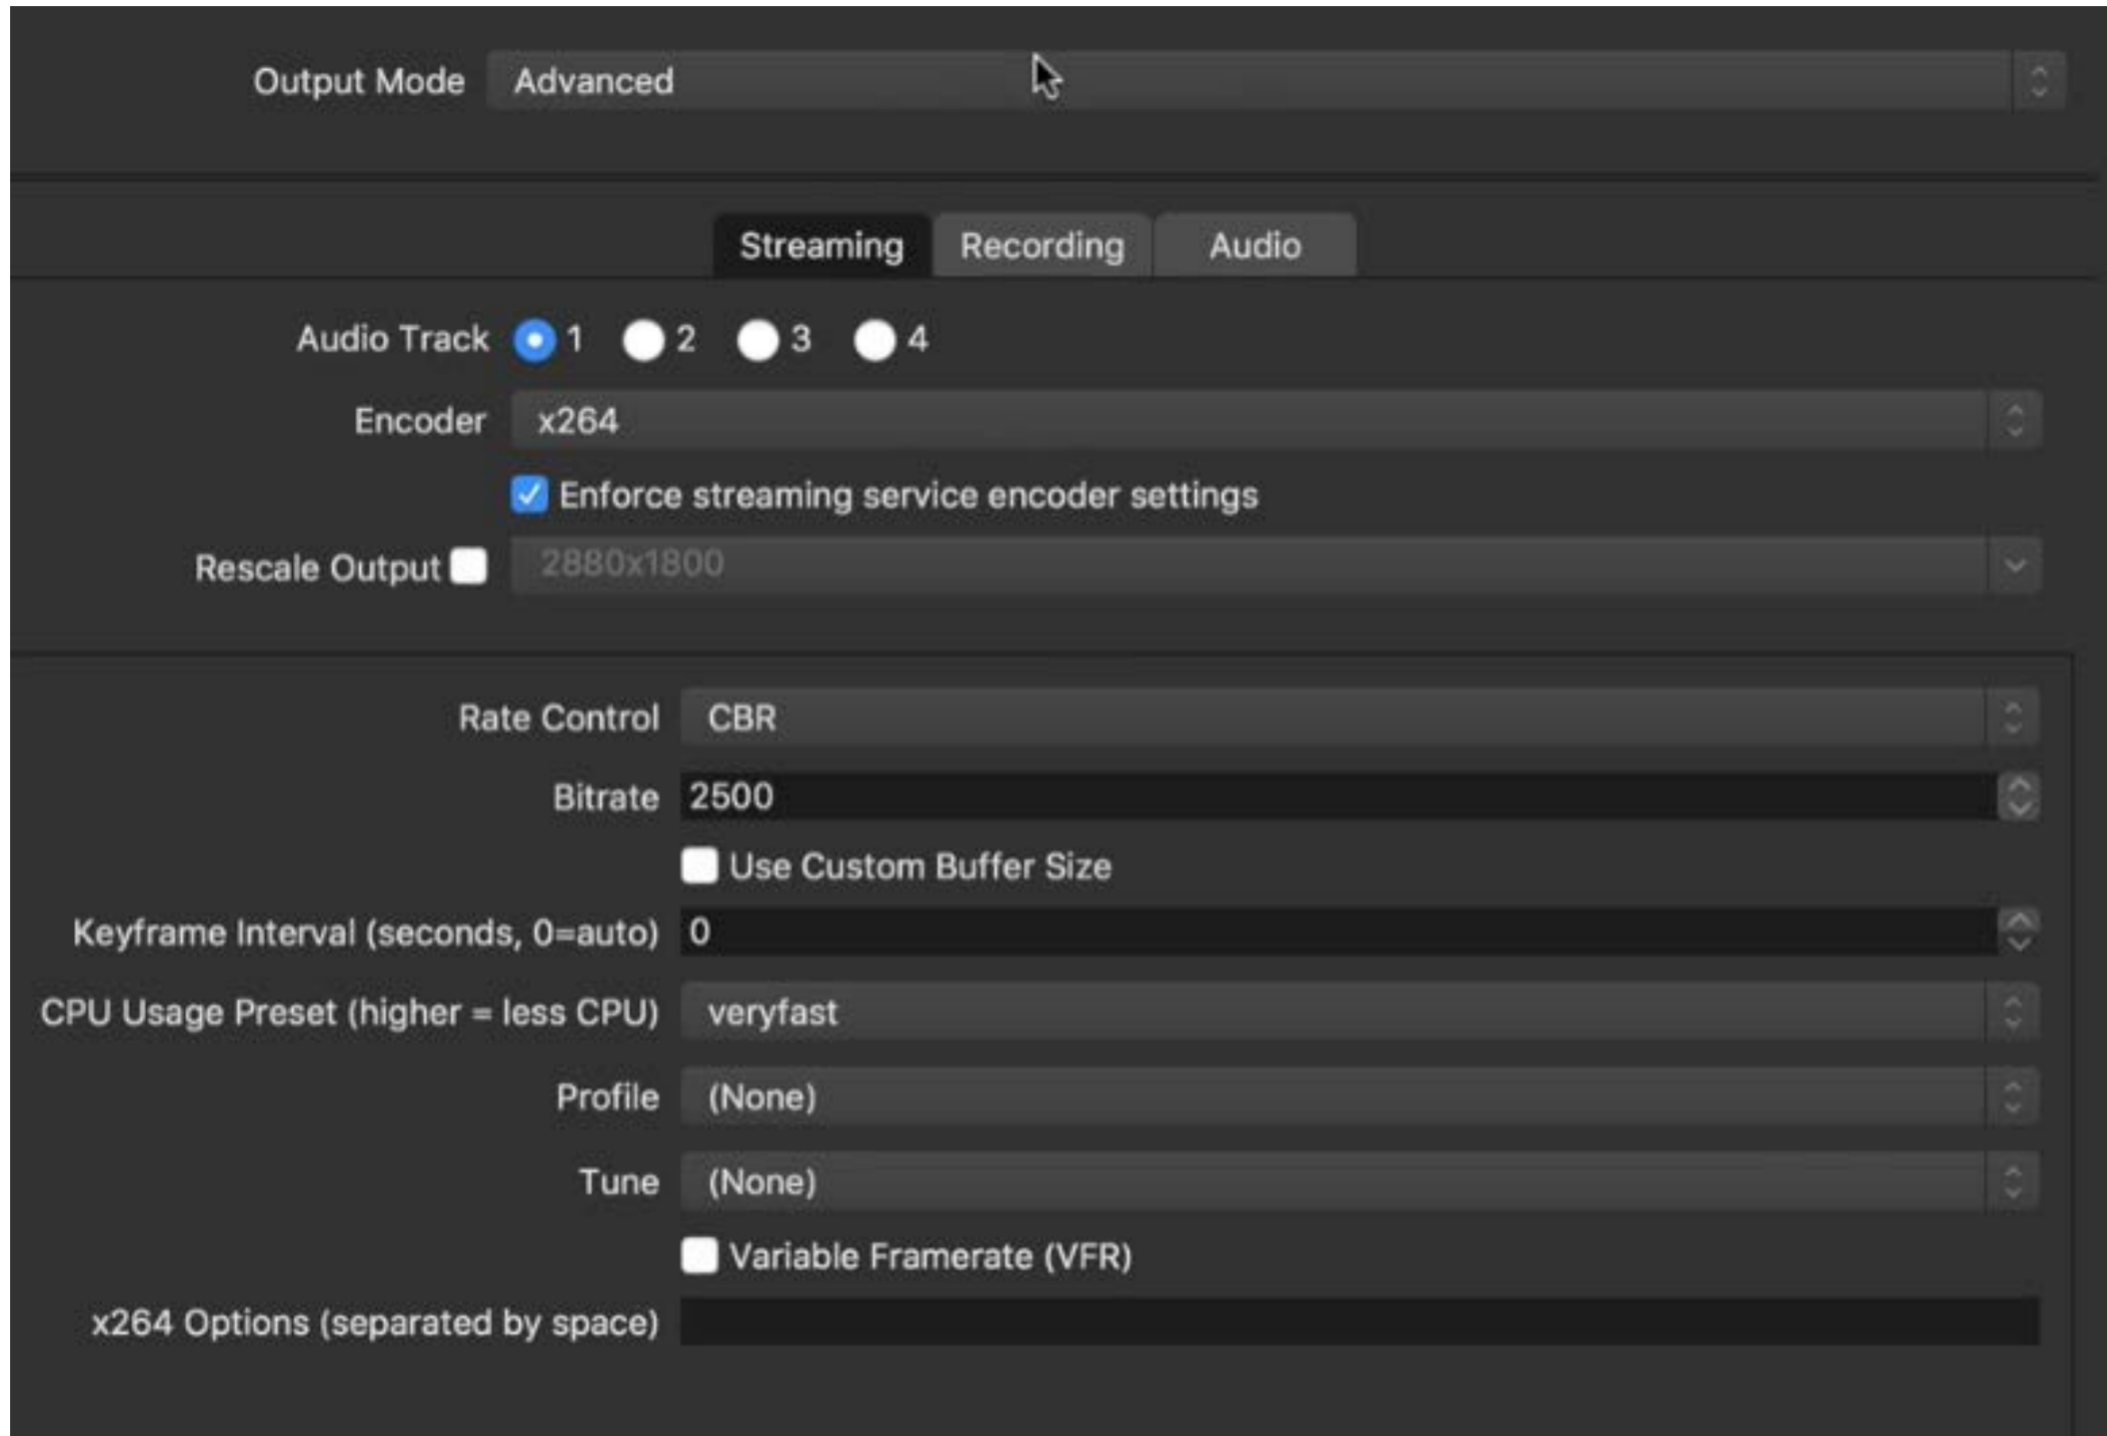 Output Mode Advanced
Streaming Recording Audio
Audio Track 1 2 3 4
Encoder x264
Enforce streaming service encoder settings
Rescale Output 2880x1800
Rate Control CBR
Bitrate 2500
Use Custom Buffer Size
Keyframe Interval (seconds, 0=auto) 0
CPU Usage Preset (higher = less CPU) veryfast
Profile (None)
Tune (None)
Variable Framerate (VFR)
x264 Options (separated by space)